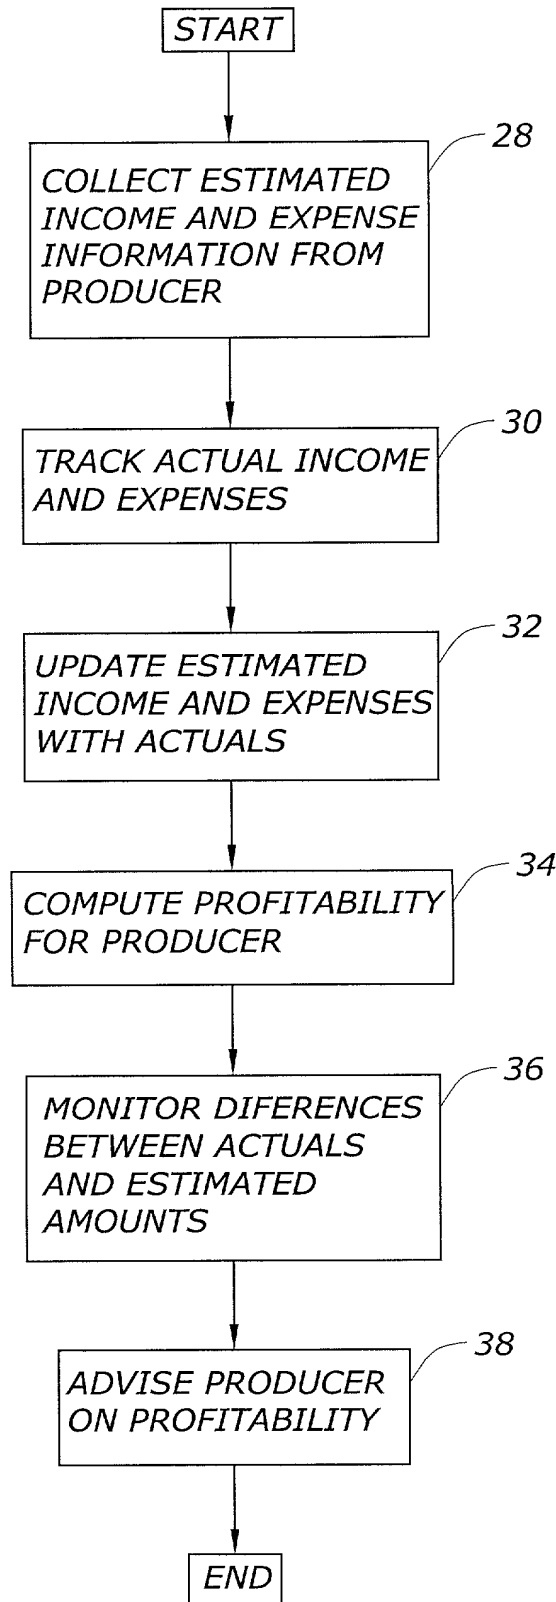 START
28
COLLECT ESTIMATED
INCOME AND EXPENSE
INFORMATION FROM
PRODUCER
30
TRACK ACTUAL INCOME
AND EXPENSES
32
UPDATE ESTIMATED
INCOME AND EXPENSES
WITH ACTUALS
34
COMPUTE PROFITABILITY
FOR PRODUCER
36
MONITOR DIFERENCES
BETWEEN ACTUALS
AND ESTIMATED
AMOUNTS
38
ADVISE PRODUCER
ON PROFITABILITY
END